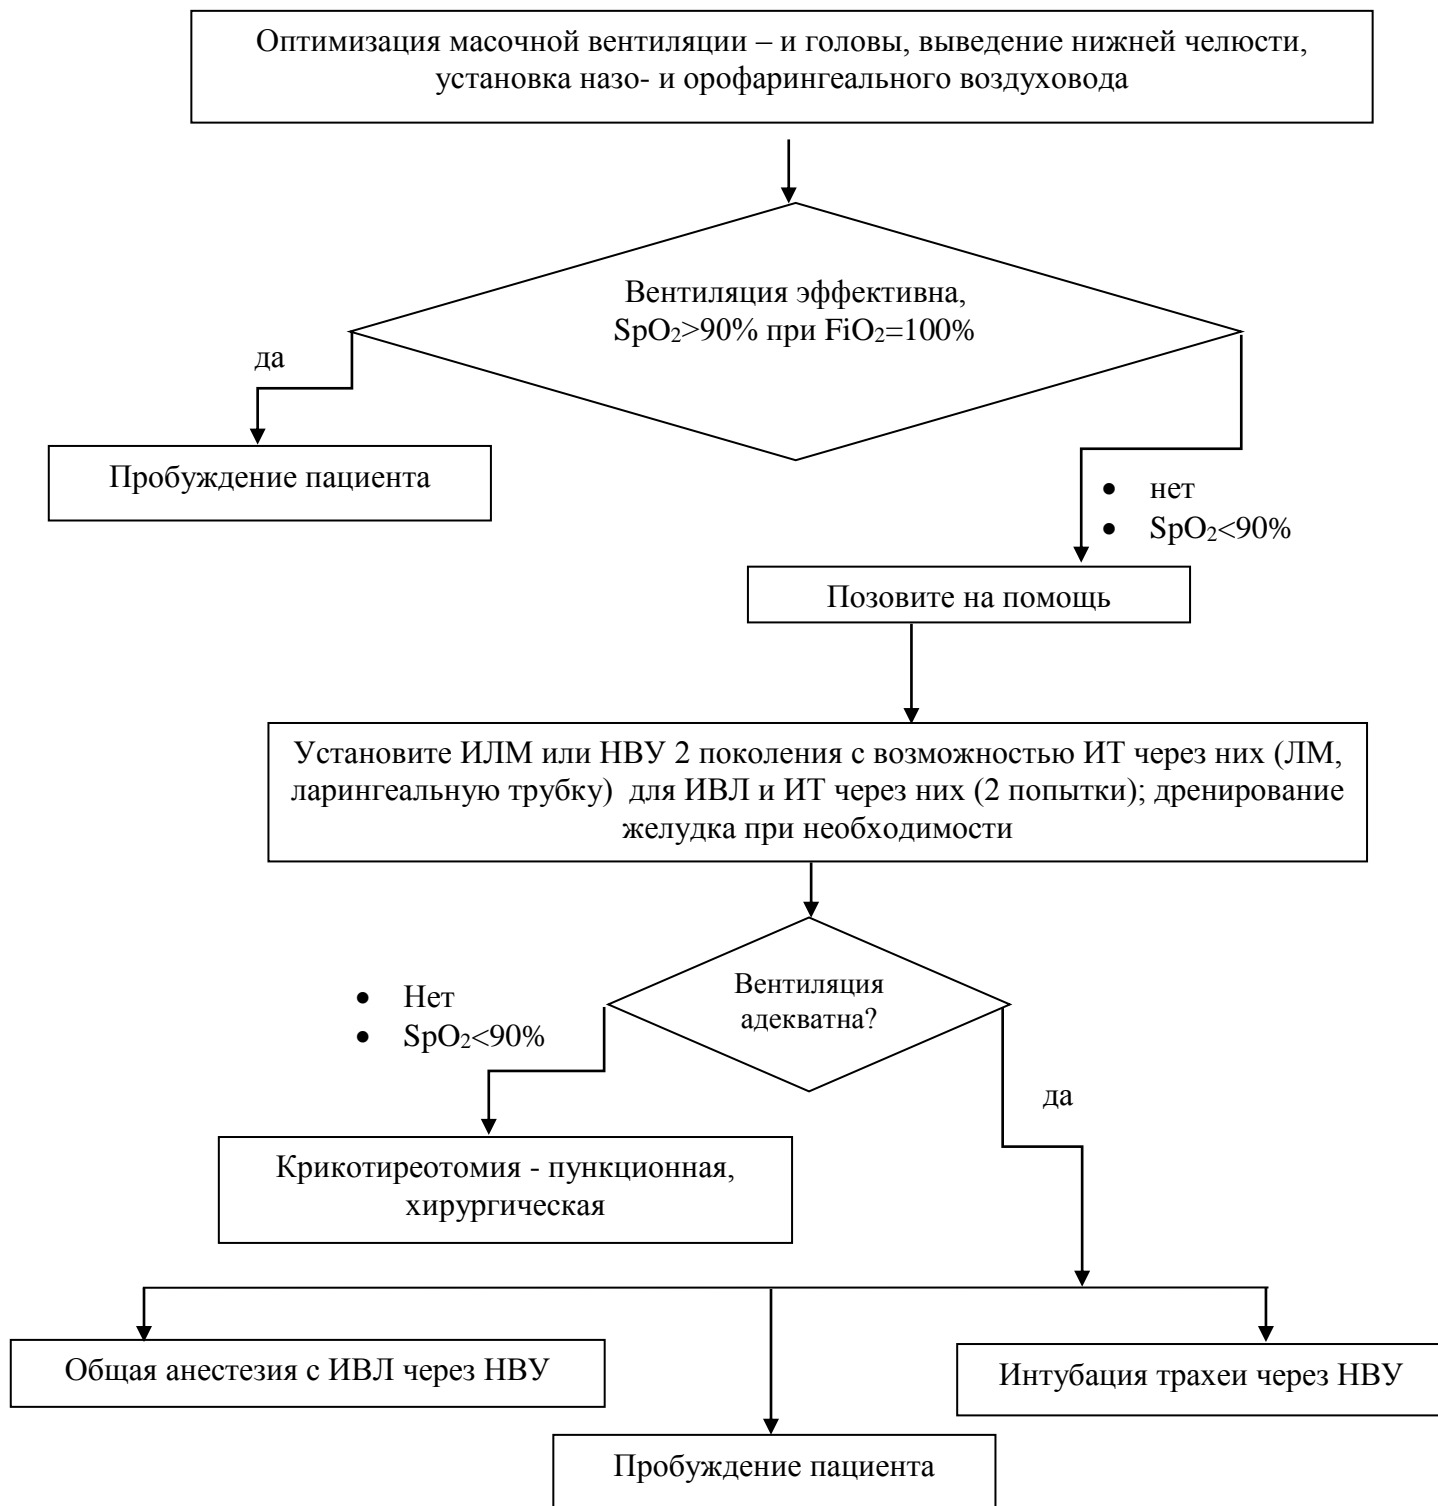 Оптимизация масочной вентиляции – и головы, выведение нижней челюсти,
установка назо- и орофарингеального воздуховода
Вентиляция эффективна,
SpO₂>90% при FiO₂=100%
да
Пробуждение пациента
• нет
• SpO₂<90%
Позовите на помощь
Установите ИЛМ или НВУ 2 поколения с возможностью ИТ через них (ЛМ,
ларингеальную трубку) для ИВЛ и ИТ через них (2 попытки); дренирование
желудка при необходимости
Вентиляция
адекватна?
• Нет
• SpO₂<90%
да
Крикотиреотомия - пункционная,
хирургическая
Общая анестезия с ИВЛ через НВУ
Интубация трахеи через НВУ
Пробуждение пациента